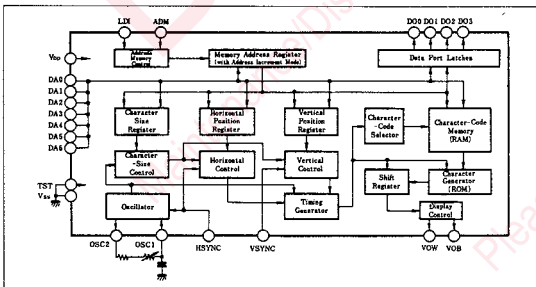 LDI ADM DO0 DO1 DO2 DO3
Address Memory Control
Memory Address Register (with Address Increment Mode)
Data Port Latches
VDD
DA0
DA1
DA2
DA3
DA4
DA5
DA6
Character Size Register
Horizontal Position Register
Vertical Position Register
Character-Code Selector
Character-Code Memory (RAM)
Character-Size Control
Horizontal Control
Vertical Control
Shift Register
Character Generator (ROM)
TST
Vss
Oscillator
Timing Generator
Display Control
OSC2 OSC1 HSYNC VSYNC VOW VOB
Maintenance/Dis
Plea